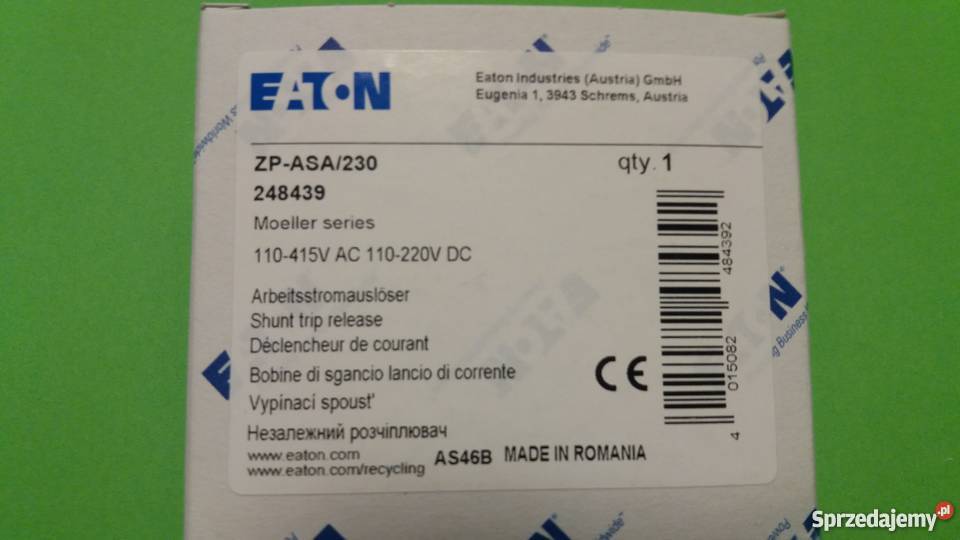 EATON
Eaton Industries (Austria) GmbH
Eugenia 1, 3943 Schrems, Austria
ZP-ASA/230
qty. 1
248439
Moeller series
110-415V AC 110-220V DC
Arbeitsstromauslöser
Shunt trip release
Déclencheur de courant
Bobine di sgancio lancio di corrente
Vypínací spoust'
Незалежний розчіплювач
www.eaton.com
www.eaton.com/recycling
AS46B MADE IN ROMANIA
CE
4 015082 484392
Sprzedajemy.pl